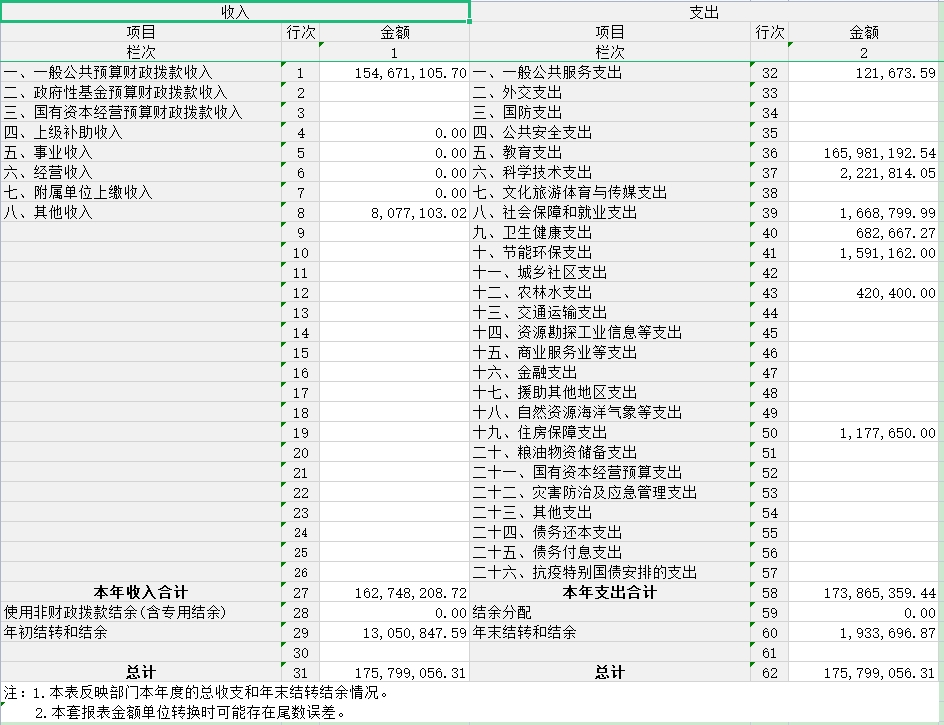 收入 支出
项目 行次 金额 项目 行次 金额
栏次 1 栏次 2
一、一般公共预算财政拨款收入 1 154,671,105.70 一、一般公共服务支出 32 121,673.59
二、政府性基金预算财政拨款收入 2 二、外交支出 33
三、国有资本经营预算财政拨款收入 3 三、国防支出 34
四、上级补助收入 4 0.00 四、公共安全支出 35
五、事业收入 5 0.00 五、教育支出 36 165,981,192.54
六、经营收入 6 0.00 六、科学技术支出 37 2,221,814.05
七、附属单位上缴收入 7 0.00 七、文化旅游体育与传媒支出 38
八、其他收入 8 8,077,103.02 八、社会保障和就业支出 39 1,668,799.99
9 九、卫生健康支出 40 682,667.27
10 十、节能环保支出 41 1,591,162.00
11 十一、城乡社区支出 42
12 十二、农林水支出 43 420,400.00
13 十三、交通运输支出 44
14 十四、资源勘探工业信息等支出 45
15 十五、商业服务业等支出 46
16 十六、金融支出 47
17 十七、援助其他地区支出 48
18 十八、自然资源海洋气象等支出 49
19 十九、住房保障支出 50 1,177,650.00
20 二十、粮油物资储备支出 51
21 二十一、国有资本经营预算支出 52
22 二十二、灾害防治及应急管理支出 53
23 二十三、其他支出 54
24 二十四、债务还本支出 55
25 二十五、债务付息支出 56
26 二十六、抗疫特别国债安排的支出 57
本年收入合计 27 162,748,208.72 本年支出合计 58 173,865,359.44
使用非财政拨款结余(含专用结余) 28 0.00 结余分配 59 0.00
年初结转和结余 29 13,050,847.59 年末结转和结余 60 1,933,696.87
30 61
总计 31 175,799,056.31 总计 62 175,799,056.31
注：1.本表反映部门本年度的总收支和年末结转结余情况。
2.本套报表金额单位转换时可能存在尾数误差。